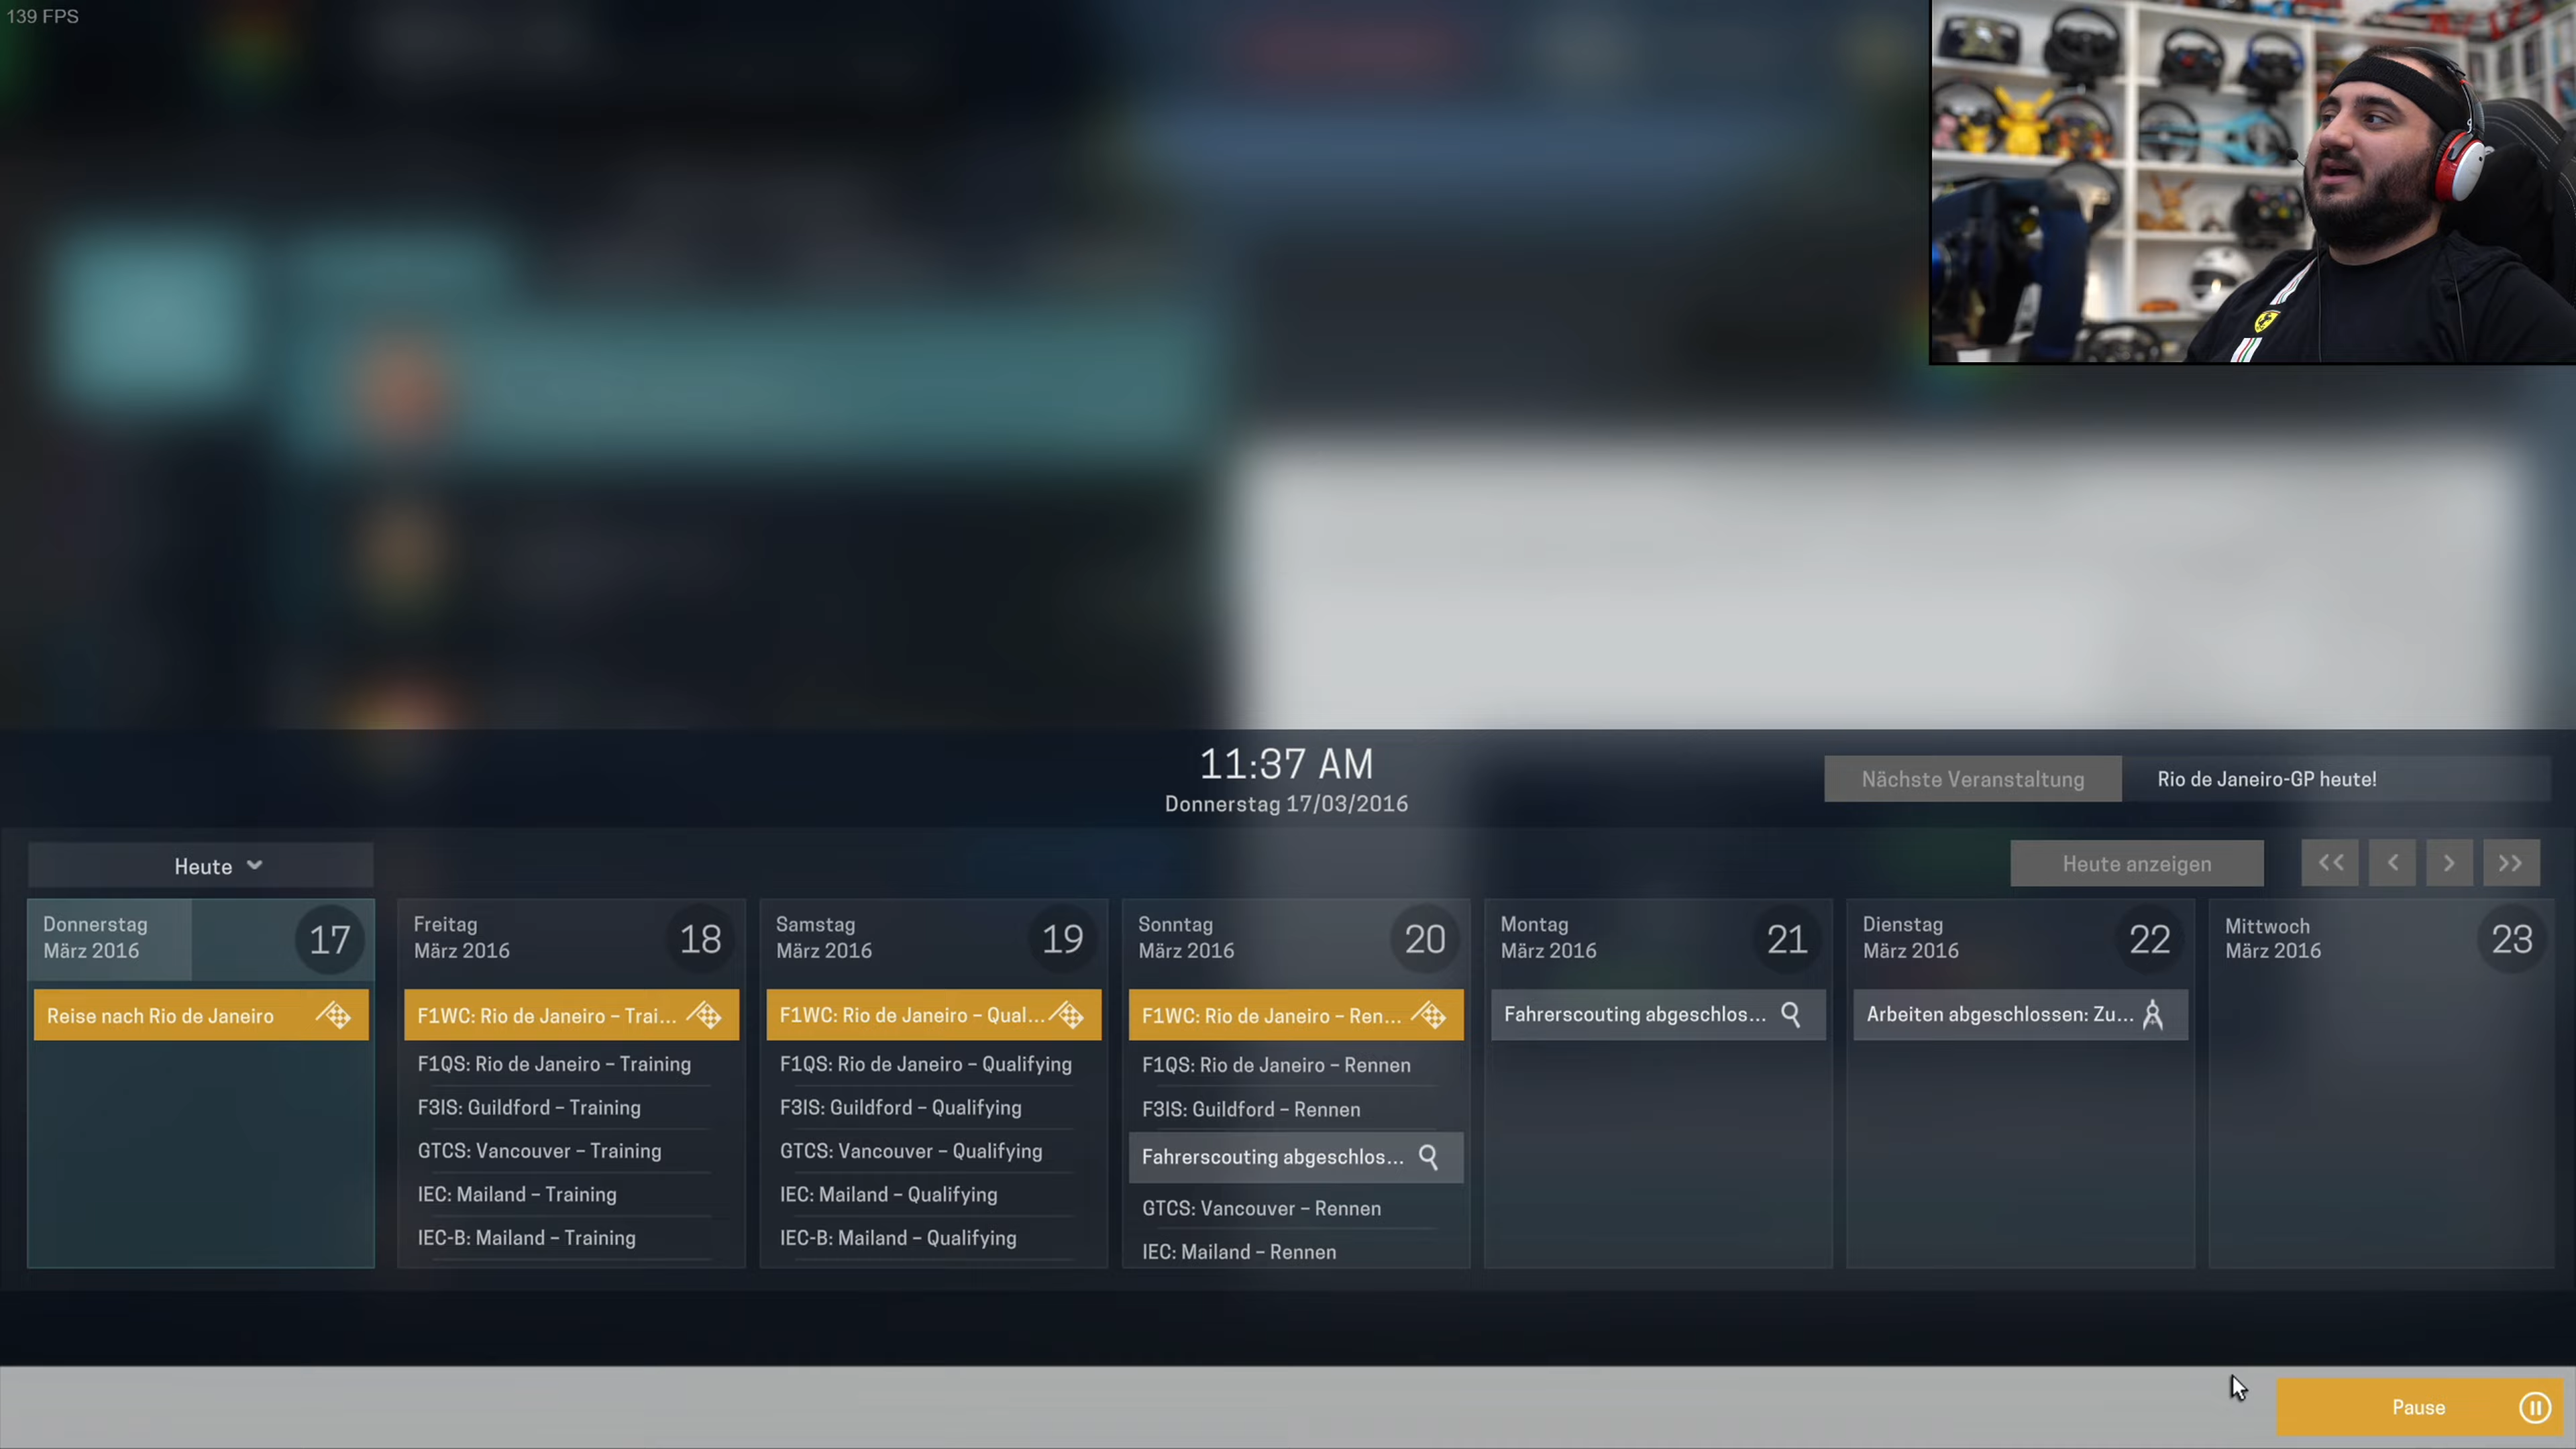 139 FPS
11:37 AM
Donnerstag 17/03/2016
Nächste Veranstaltung
Rio de Janeiro-GP heute!
Heute
Heute anzeigen
Donnerstag
März 2016
17
Reise nach Rio de Janeiro
Freitag
März 2016
18
F1WC: Rio de Janeiro – Trai...
F1QS: Rio de Janeiro – Training
F3IS: Guildford – Training
GTCS: Vancouver – Training
IEC: Mailand – Training
IEC-B: Mailand – Training
Samstag
März 2016
19
F1WC: Rio de Janeiro – Qual...
F1QS: Rio de Janeiro – Qualifying
F3IS: Guildford – Qualifying
GTCS: Vancouver – Qualifying
IEC: Mailand – Qualifying
IEC-B: Mailand – Qualifying
Sonntag
März 2016
20
F1WC: Rio de Janeiro – Ren...
F1QS: Rio de Janeiro – Rennen
F3IS: Guildford – Rennen
Fahrerscouting abgeschlos...
GTCS: Vancouver – Rennen
IEC: Mailand – Rennen
Montag
März 2016
21
Fahrerscouting abgeschlos...
Dienstag
März 2016
22
Arbeiten abgeschlossen: Zu...
Mittwoch
März 2016
23
Pause